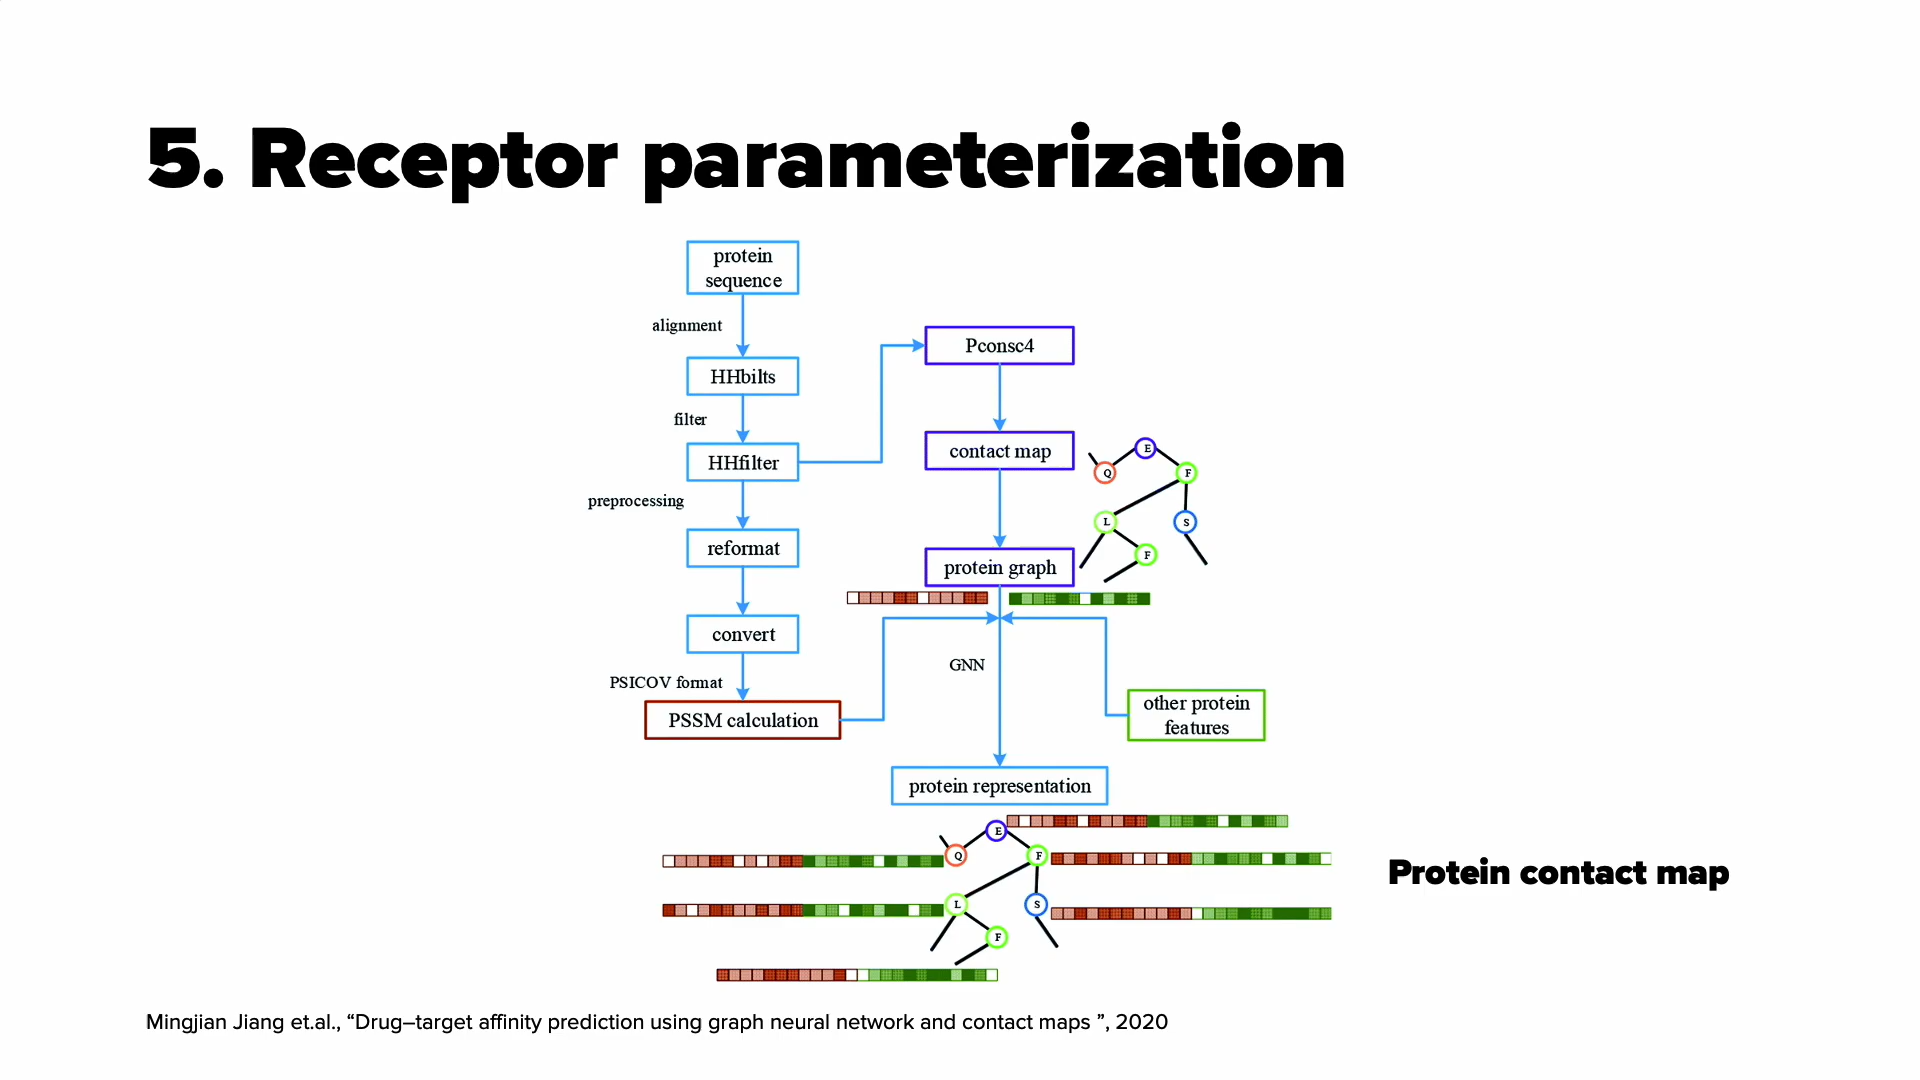 5. Receptor parameterization
protein
sequence
alignment
HHbilts
filter
HHfilter
preprocessing
reformat
convert
PSICOV format
PSSM calculation
Pconsc4
contact map
protein graph
E
Q
F
L
S
F
GNN
other protein
features
protein representation
E
Q
F
L
S
F
Protein contact map
Mingjian Jiang et.al., “Drug–target affinity prediction using graph neural network and contact maps ”, 2020